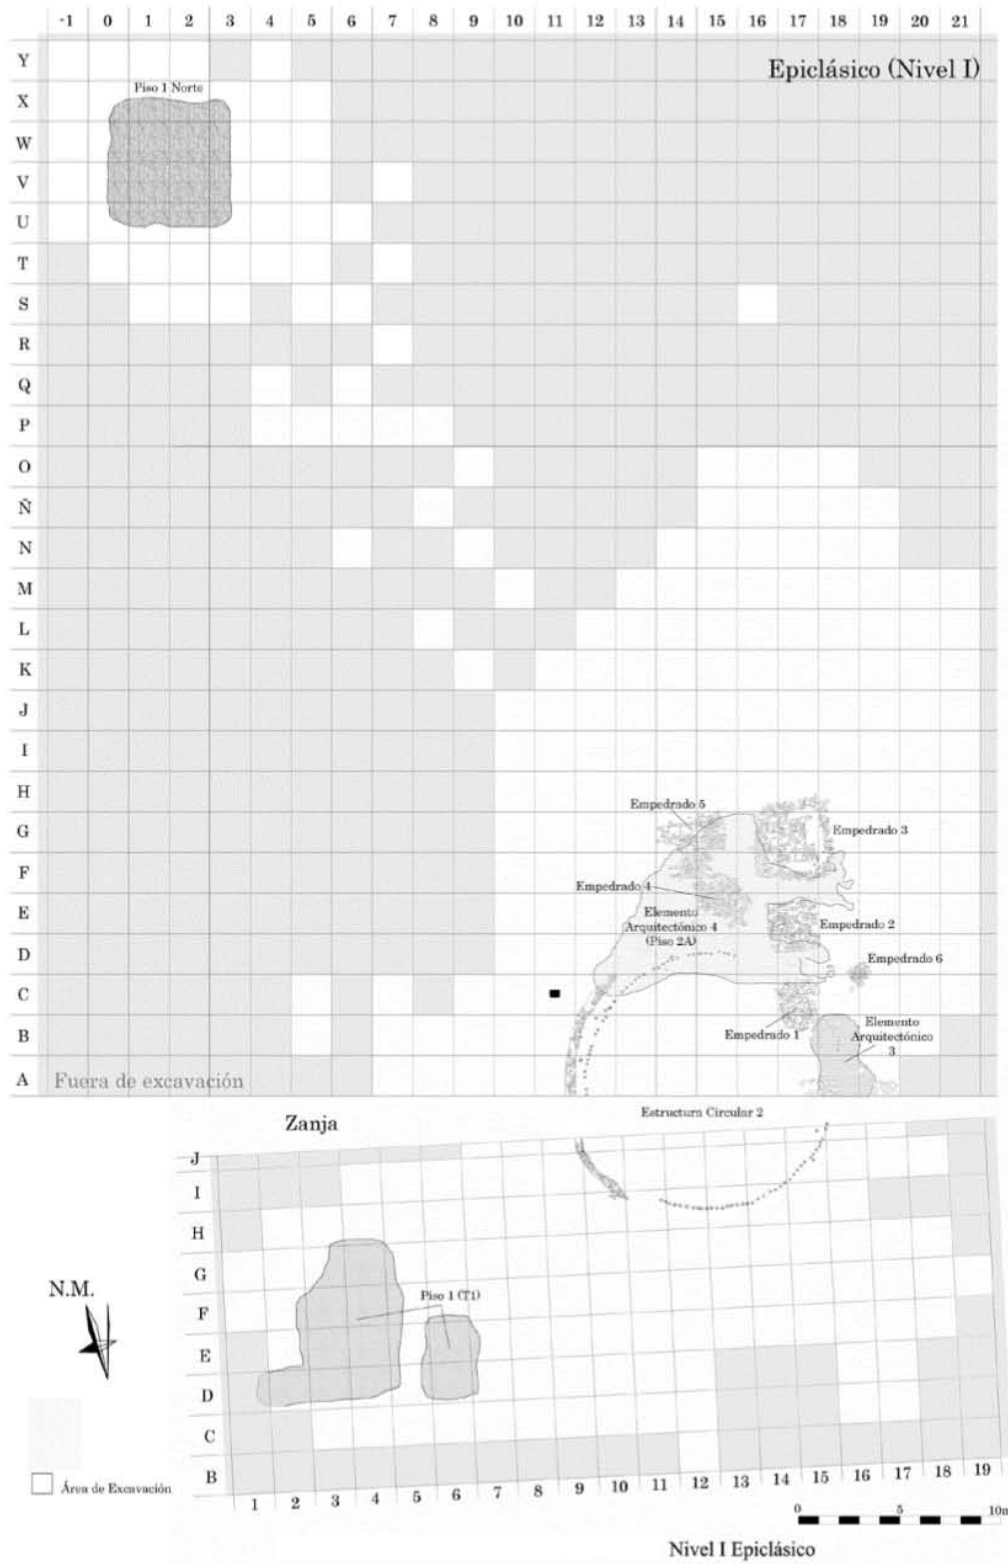 -1 0 1 2 3 4 5 6 7 8 9 10 11 12 13 14 15 16 17 18 19 20 21
Y
Epiclásico (Nivel I)
Piso 1 Norte
X
W
V
U
T
S
R
Q
P
O
Ñ
N
M
L
K
J
I
H
Empedrado 5
G
Empedrado 3
F
Empedrado 4
E
Elemento
Arquitectónico 4
(Piso 2A)
Empedrado 2
D
Empedrado 6
C
Empedrado 1
Elemento
Arquitectónico
3
B
A
Fuera de excavación
Zanja
Estructura Circular 2
J
I
H
G
N.M.
Piso 1 (T1)
F
E
D
C
B
1 2 3 4 5 6 7 8 9 10 11 12 13 14 15 16 17 18 19
Área de Excavación
0 5 10m
Nivel I Epiclásico